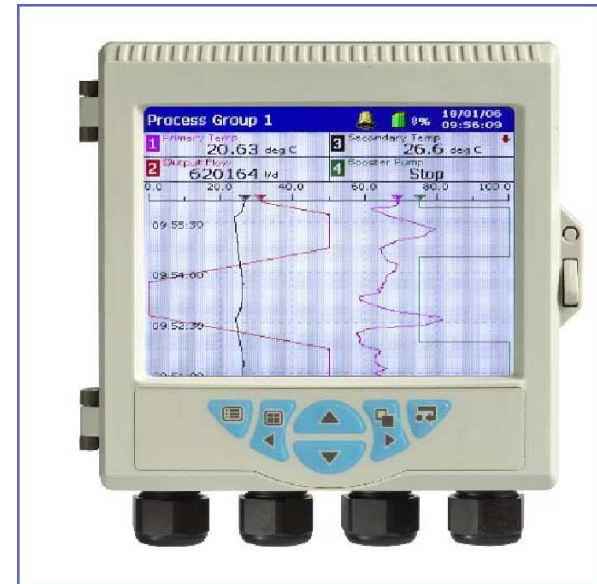 Process Group 1 9% 18/01/06
09:56:09
1 Primary Temp 3 Secondary Temp
20.63 deg C 26.6 deg C
2 Output Flow 4 Booster Pump
620164 l/d Stop
0.0 20.0 40.0 60.0 80.0 100.0
09:55:30
09:54:00
09:52:30